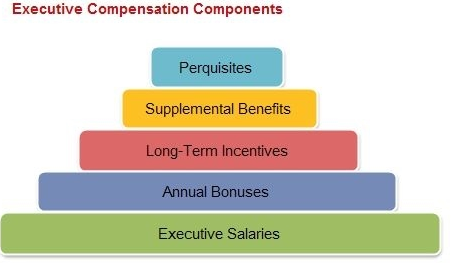 Executive Compensation Components
Perquisites
Supplemental Benefits
Long-Term Incentives
Annual Bonuses
Executive Salaries